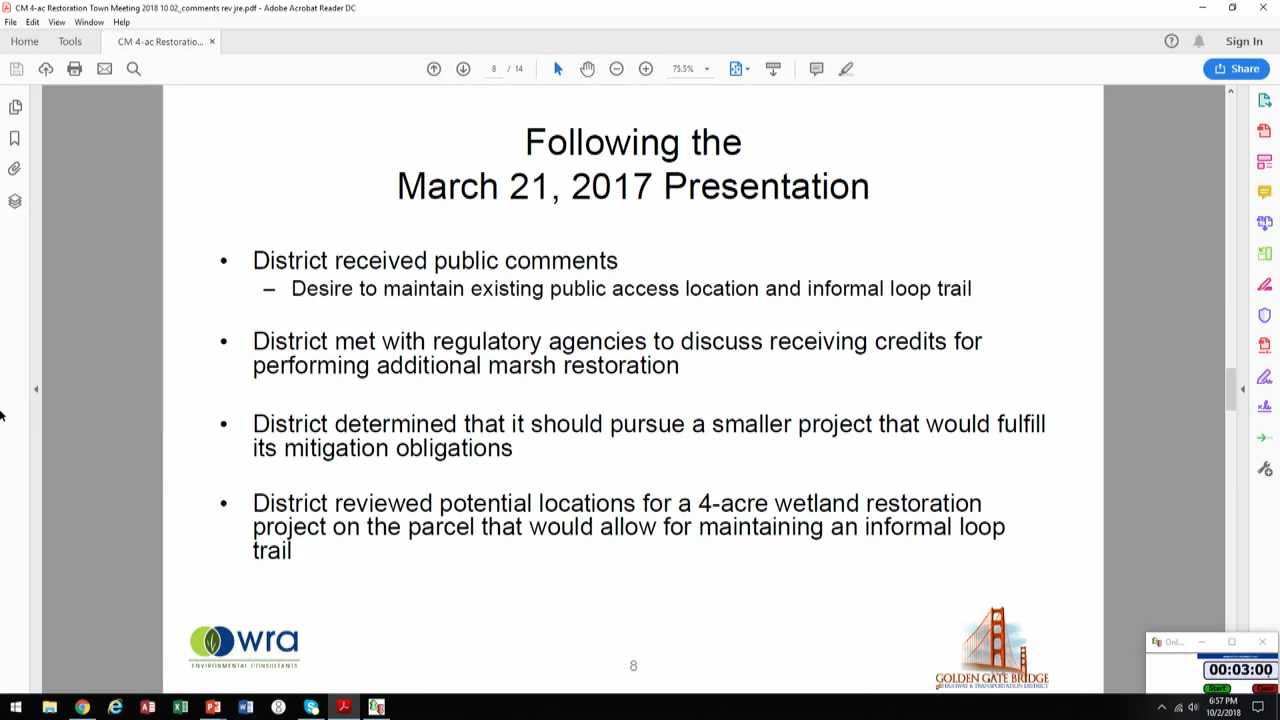 CM 4-ac Restoration Town Meeting 2018 10 02_comments rev jre.pdf - Adobe Acrobat Reader DC
File Edit View Window Help
Home Tools CM 4-ac Restoratio... × Sign In
8 / 14 75.5% Share
Following the
March 21, 2017 Presentation
• District received public comments
– Desire to maintain existing public access location and informal loop trail
• District met with regulatory agencies to discuss receiving credits for
performing additional marsh restoration
• District determined that it should pursue a smaller project that would fulfill
its mitigation obligations
• District reviewed potential locations for a 4-acre wetland restoration
project on the parcel that would allow for maintaining an informal loop
trail
wra
ENVIRONMENTAL CONSULTANTS
8
GOLDEN GATE BRIDGE
HIGHWAY & TRANSPORTATION DISTRICT
Onl...
00:03:00
Start Clear
6:57 PM
10/2/2018